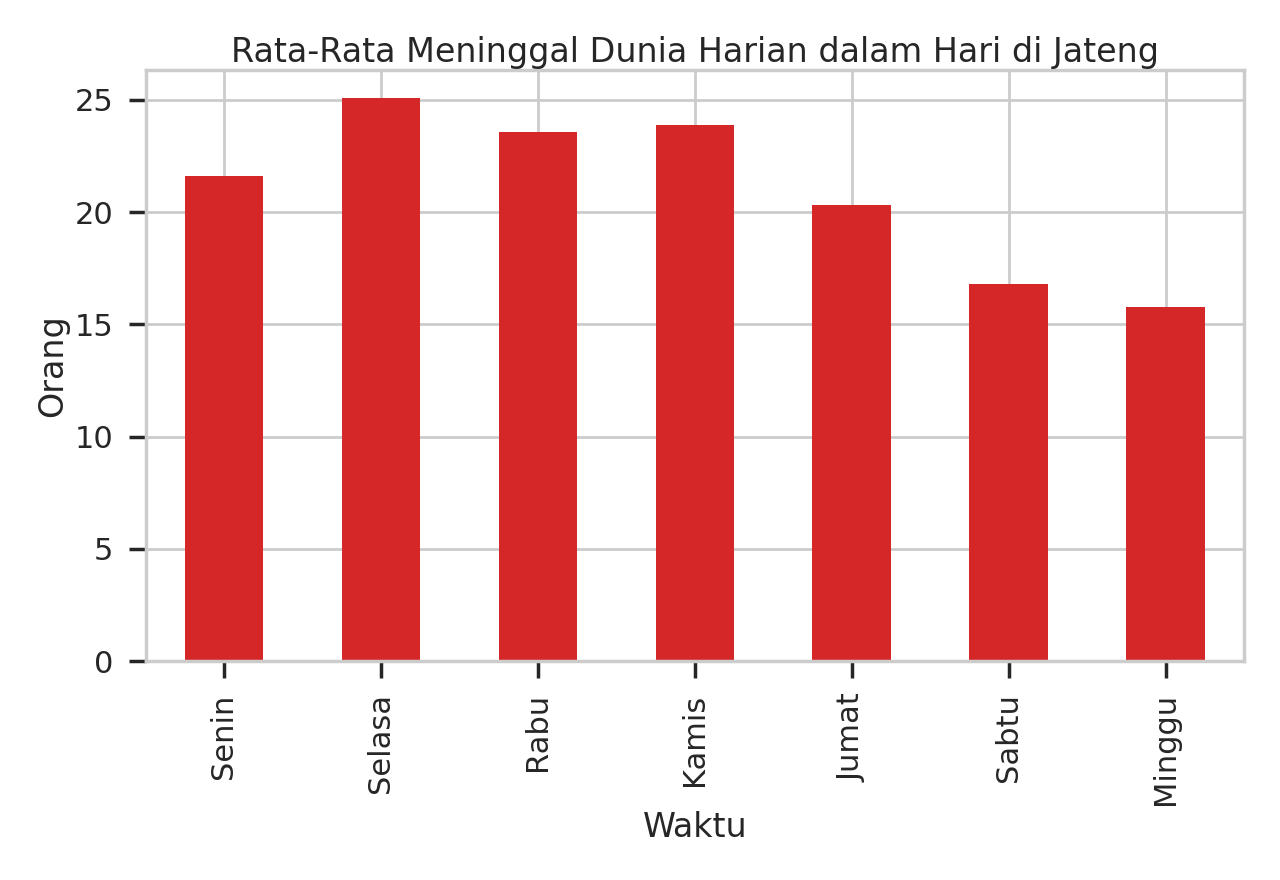 Rata-Rata Meninggal Dunia Harian dalam Hari di Jateng
25
20
15
10
5
0
Orang
Senin
Selasa
Rabu
Kamis
Jumat
Sabtu
Minggu
Waktu